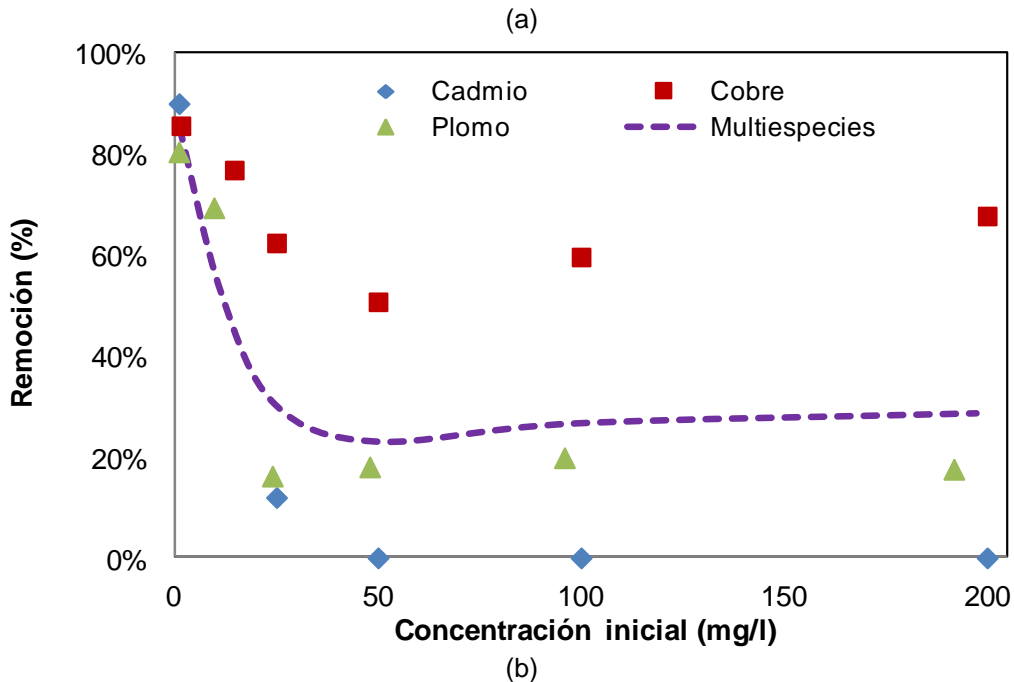 (a)
100%
Cadmio Cobre
Plomo Multiespecies
80%
60%
40%
20%
0%
Remoción (%)
0 50 100 150 200
Concentración inicial (mg/l)
(b)